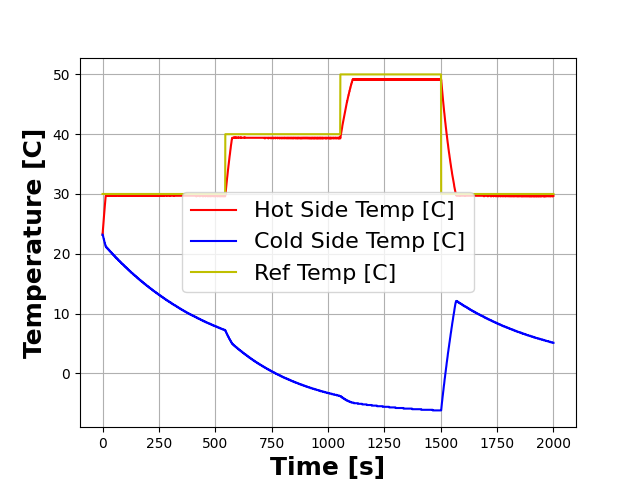 50
40
30
20
10
0
Temperature [C]
Hot Side Temp [C]
Cold Side Temp [C]
Ref Temp [C]
0 250 500 750 1000 1250 1500 1750 2000
Time [s]